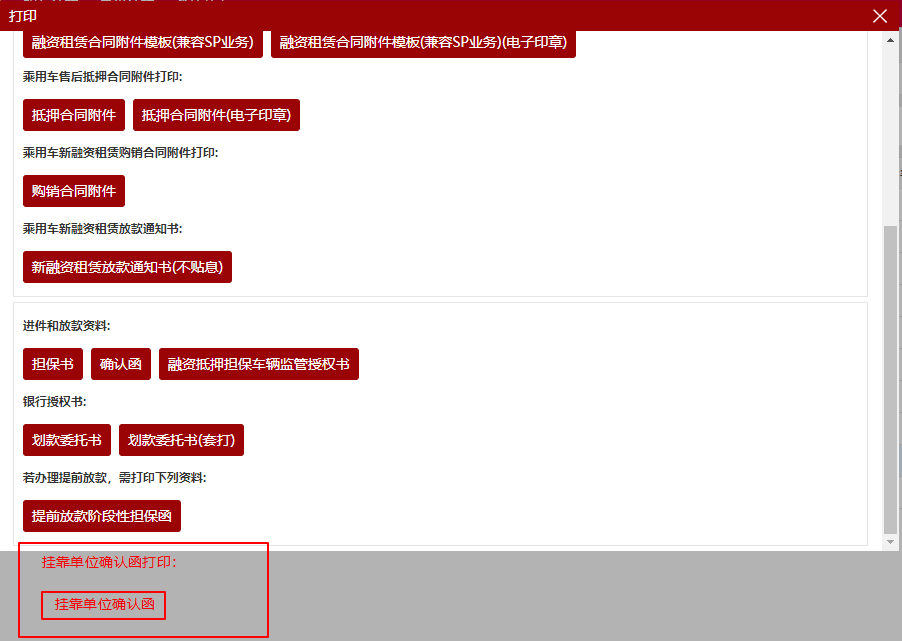 打印
融资租赁合同附件模板(兼容SP业务) 融资租赁合同附件模板(兼容SP业务)(电子印章)
乘用车售后抵押合同附件打印:
抵押合同附件 抵押合同附件(电子印章)
乘用车新融资租赁购销合同附件打印:
购销合同附件
乘用车新融资租赁放款通知书:
新融资租赁放款通知书(不贴息)
进件和放款资料:
担保书 确认函 融资抵押担保车辆监管授权书
银行授权书:
划款委托书 划款委托书(套打)
若办理提前放款，需打印下列资料:
提前放款阶段性担保函
挂靠单位确认函打印：
挂靠单位确认函